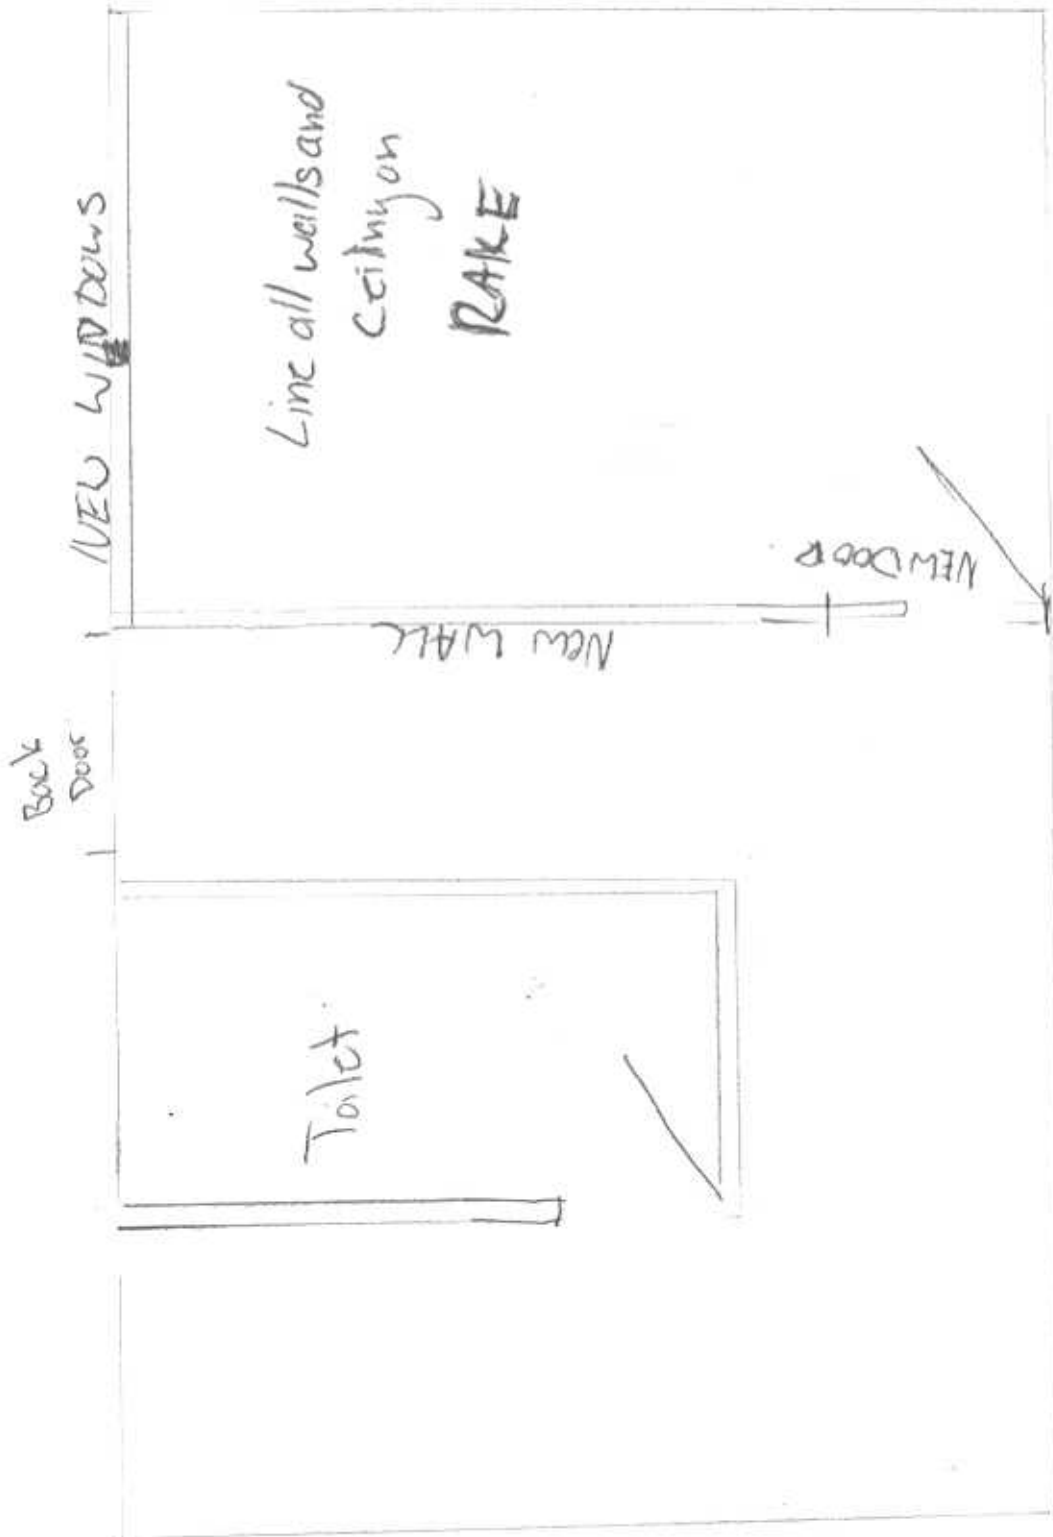 NEW WINDOWS
Line all walls and
Ceiling on
RAKE
NEW DOOR
New WALL
Back
Door
Toilet